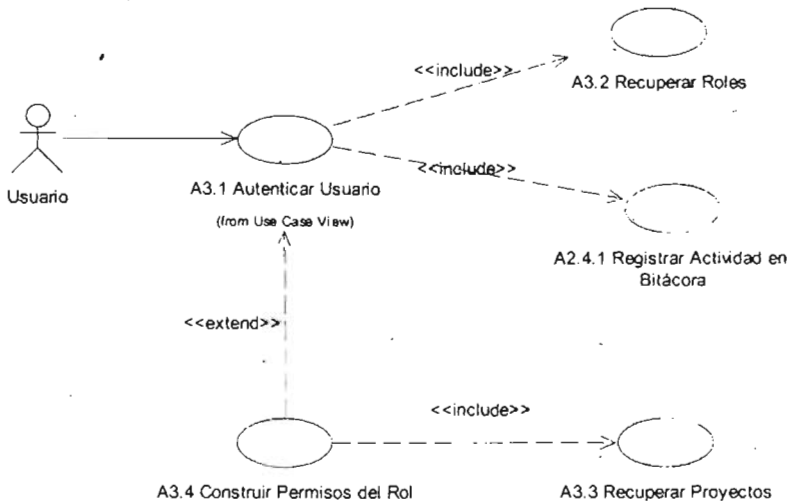 <<include>>
A3.2 Recuperar Roles
Usuario
A3.1 Autenticar Usuario
(from Use Case View)
<<include>>
A2.4.1 Registrar Actividad en
Bitácora
<<extend>>
<<include>>
A3.4 Construir Permisos del Rol
A3.3 Recuperar Proyectos